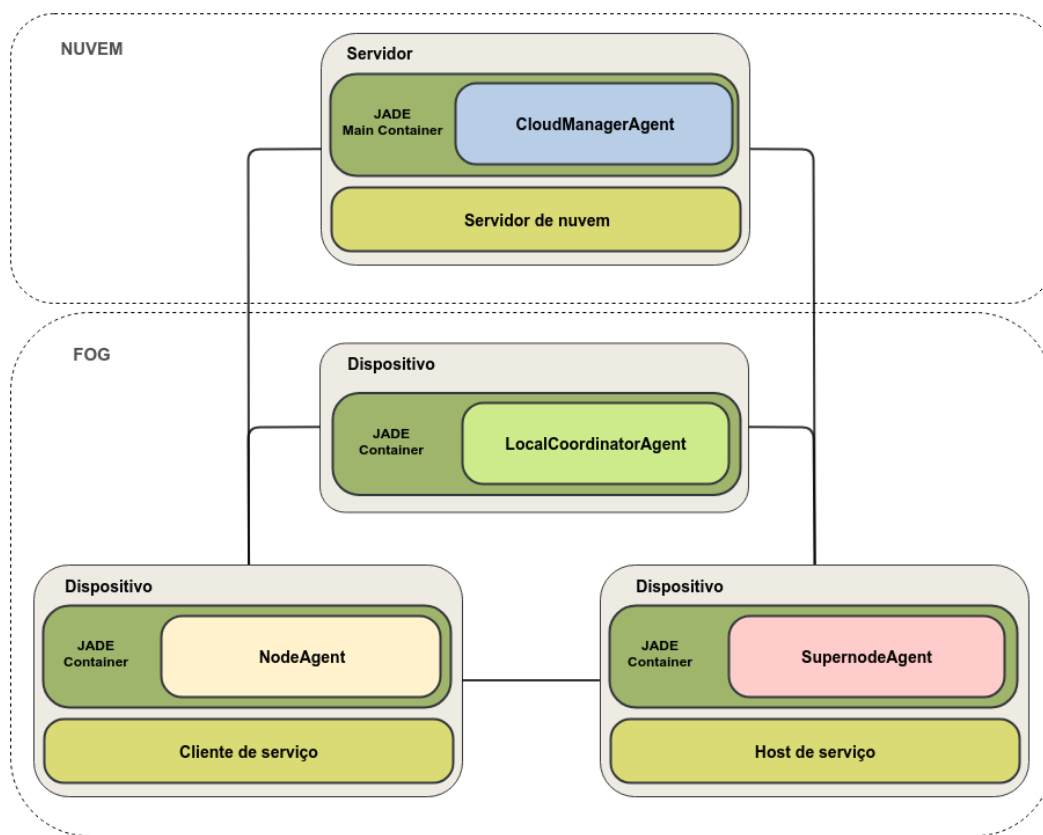 NUVEM
Servidor
JADE
Main Container
CloudManagerAgent
Servidor de nuvem
FOG
Dispositivo
JADE
Container
LocalCoordinatorAgent
Dispositivo
JADE
Container
NodeAgent
Cliente de serviço
Dispositivo
JADE
Container
SupernodeAgent
Host de serviço